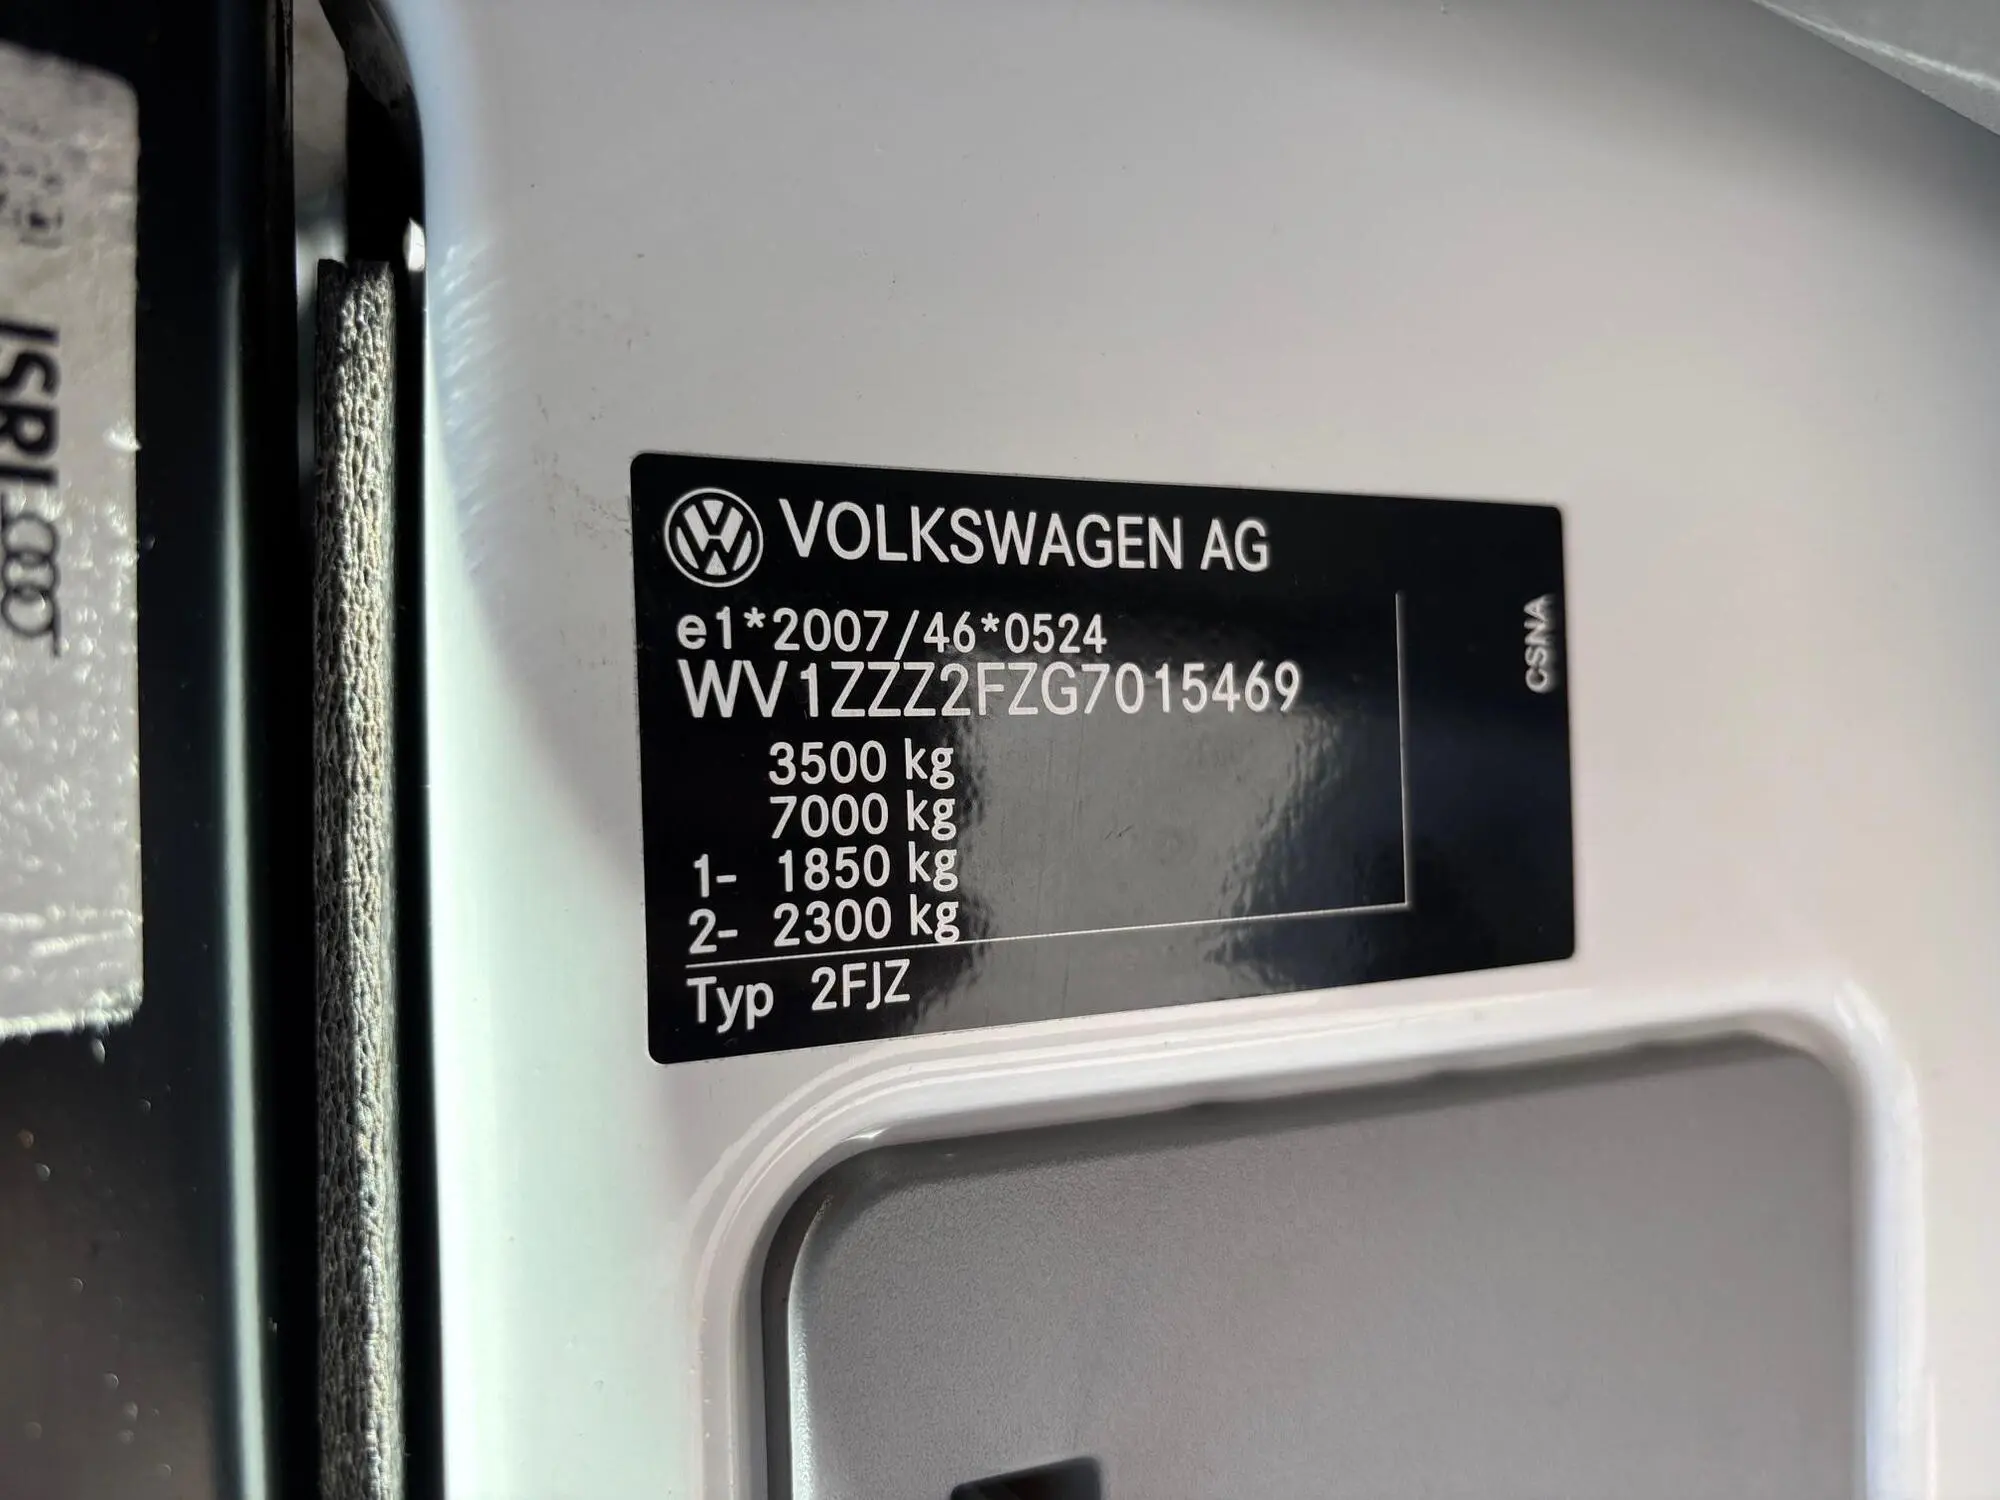 VOLKSWAGEN AG
e1*2007/46*0524
WV1ZZZ2FZG7015469
3500 kg
7000 kg
1- 1850 kg
2- 2300 kg
Typ 2FJZ
CSNA
ISRI